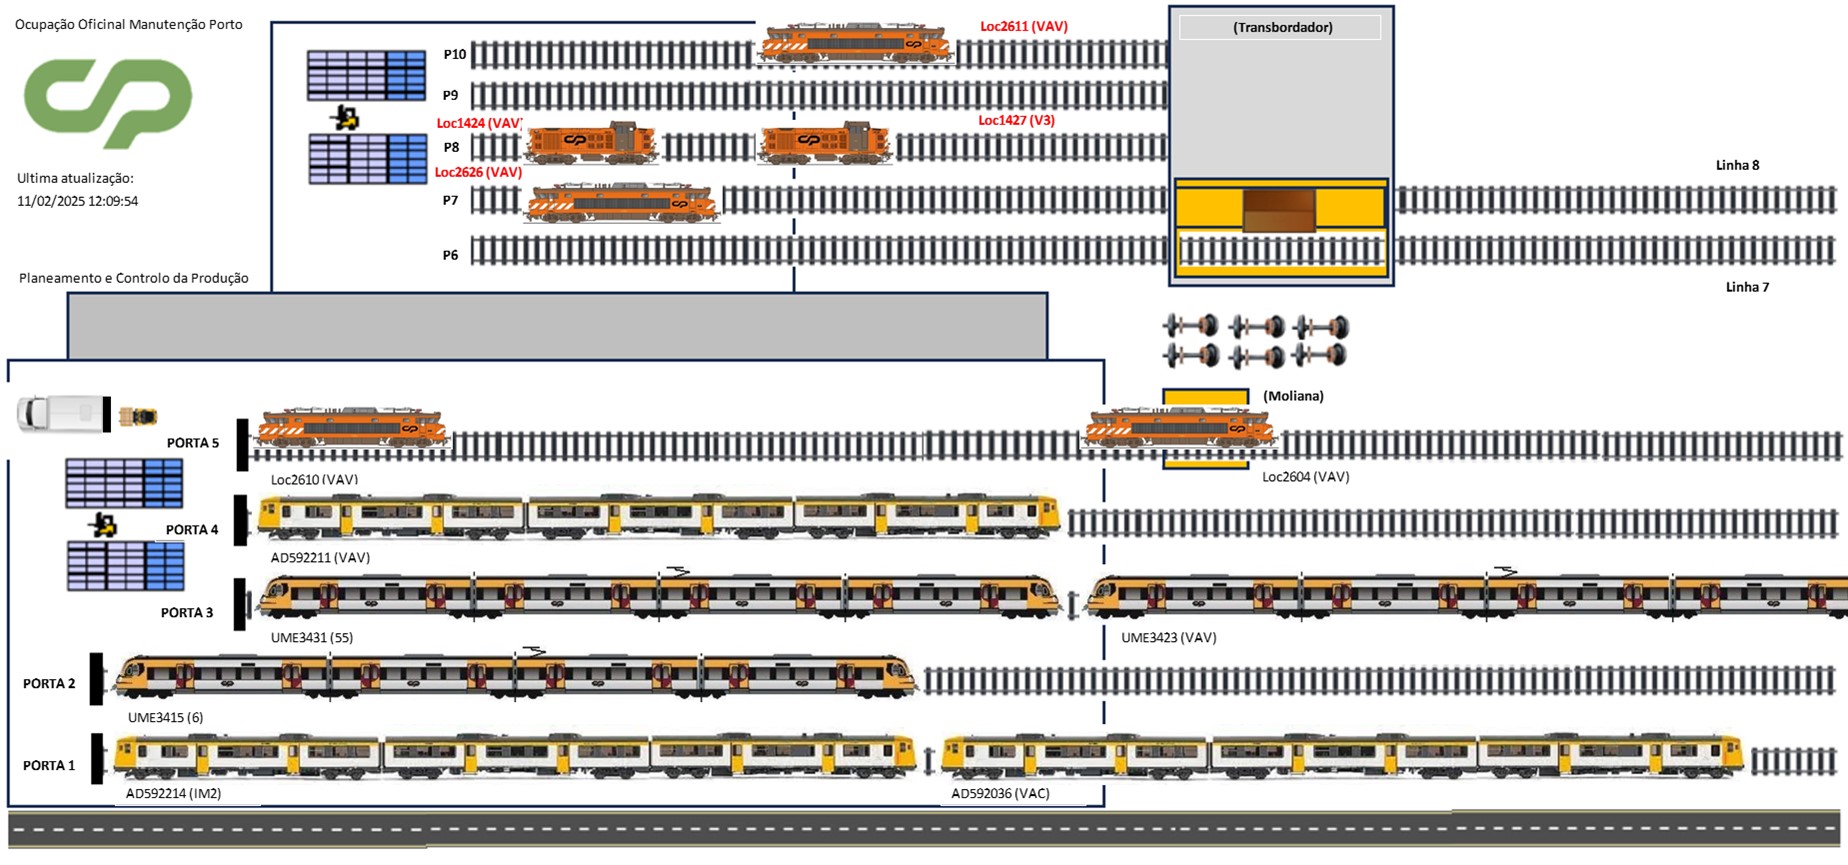 Ocupação Oficinal Manutenção Porto
Loc2611 (VAV)
(Transbordador)
P10
P9
Loc1424 (VAV)
Loc1427 (V3)
P8
Loc2626 (VAV)
Linha 8
Ultima atualização:
11/02/2025 12:09:54
P7
P6
Planeamento e Controlo da Produção
Linha 7
(Moliana)
PORTA 5
Loc2610 (VAV)
Loc2604 (VAV)
PORTA 4
AD592211 (VAV)
PORTA 3
UME3431 (55)
UME3423 (VAV)
PORTA 2
UME3415 (6)
PORTA 1
AD592214 (IM2)
AD592036 (VAC)